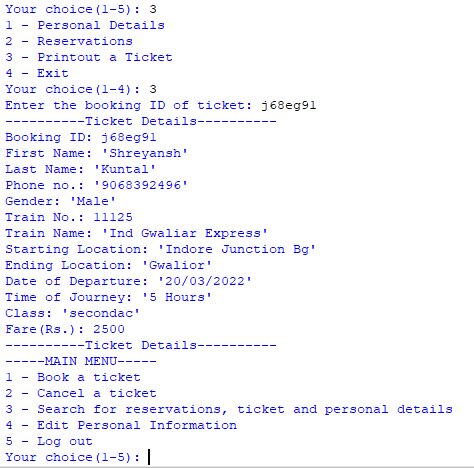 Your choice(1-5): 3
1 - Personal Details
2 - Reservations
3 - Printout a Ticket
4 - Exit
Your choice(1-4): 3
Enter the booking ID of ticket: j68eg91
----------Ticket Details----------
Booking ID: j68eg91
First Name: 'Shreyansh'
Last Name: 'Kuntal'
Phone no.: '9068392496'
Gender: 'Male'
Train No.: 11125
Train Name: 'Ind Gwaliar Express'
Starting Location: 'Indore Junction Bg'
Ending Location: 'Gwalior'
Date of Departure: '20/03/2022'
Time of Journey: '5 Hours'
Class: 'secondac'
Fare(Rs.): 2500
----------Ticket Details----------
-----MAIN MENU-----
1 - Book a ticket
2 - Cancel a ticket
3 - Search for reservations, ticket and personal details
4 - Edit Personal Information
5 - Log out
Your choice(1-5):